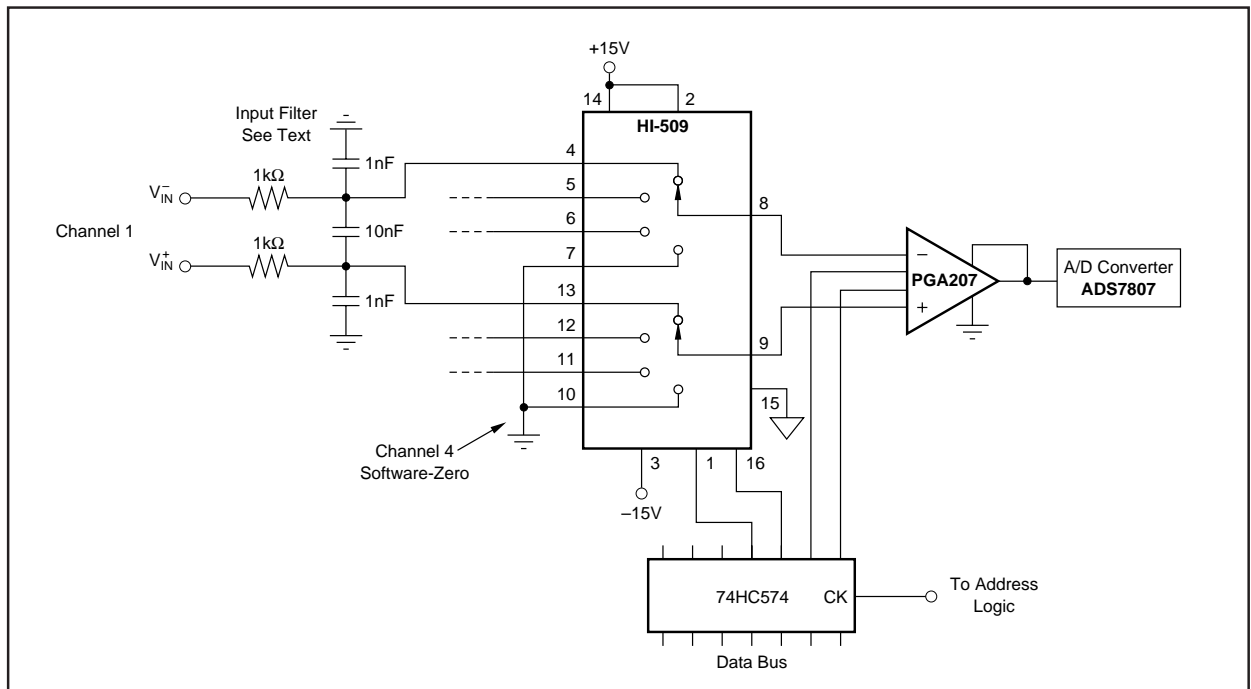 +15V
14
2
HI-509
Input Filter
See Text
1nF
4
1kΩ
V⁻IN
5
8
6
Channel 1
10nF
1kΩ
V⁺IN
7
–
PGA207
+
A/D Converter
ADS7807
13
1nF
12
9
11
10
15
Channel 4
Software-Zero
3
1
16
–15V
74HC574
CK
To Address
Logic
Data Bus